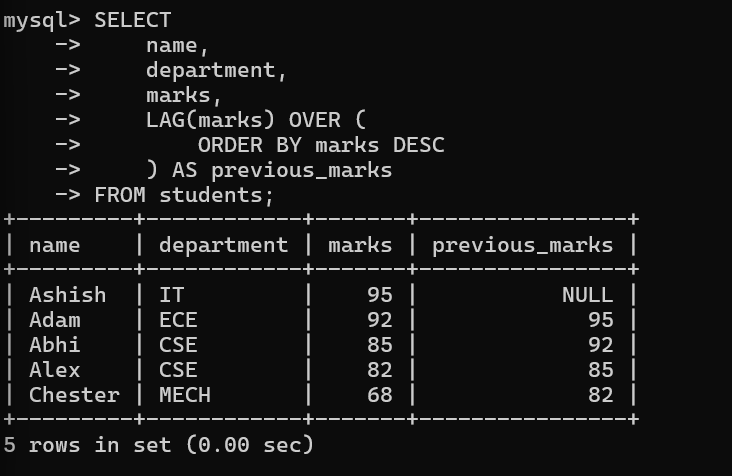 mysql> SELECT
    ->     name,
    ->     department,
    ->     marks,
    ->     LAG(marks) OVER (
    ->         ORDER BY marks DESC
    ->     ) AS previous_marks
    -> FROM students;
+---------+------------+-------+----------------+
| name    | department | marks | previous_marks |
+---------+------------+-------+----------------+
| Ashish  | IT         |    95 |           NULL |
| Adam    | ECE        |    92 |             95 |
| Abhi    | CSE        |    85 |             92 |
| Alex    | CSE        |    82 |             85 |
| Chester | MECH       |    68 |             82 |
+---------+------------+-------+----------------+
5 rows in set (0.00 sec)